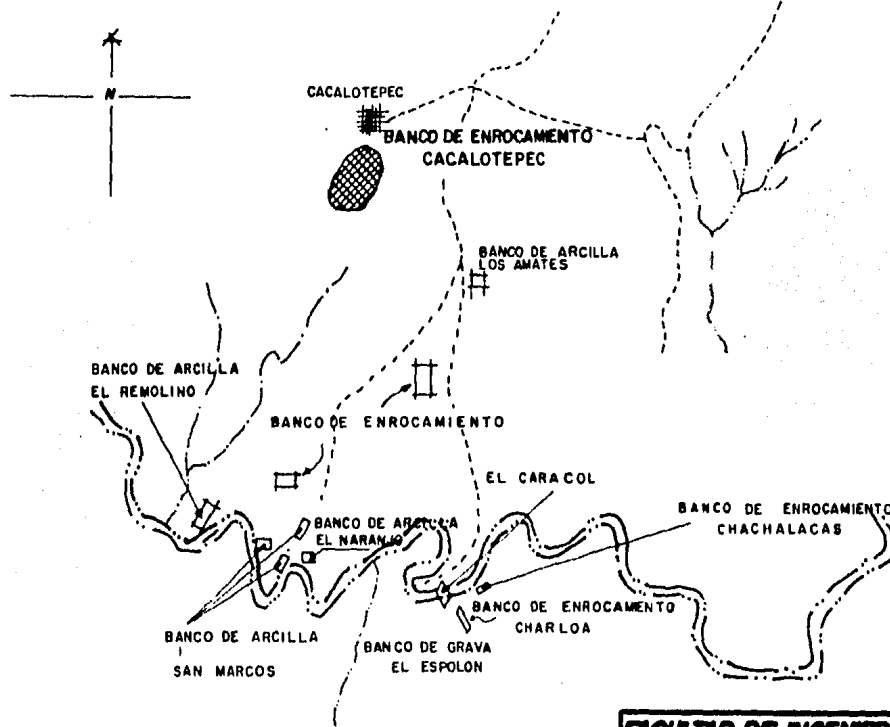 N
CACALOTEPEC
BANCO DE ENROCAMIENTO
CACALOTEPEC
BANCO DE ARCILLA
LOS AMATES
BANCO DE ARCILLA
EL REMOLINO
BANCO DE ENROCAMIENTO
EL CARACOL
BANCO DE ENROCAMIENTO
CHACHALACAS
BANCO DE ARCILLA
EL NARANJO
BANCO DE ENROCAMIENTO
CHARLOA
BANCO DE ARCILLA
SAN MARCOS
BANCO DE GRAVA
EL ESPOLON